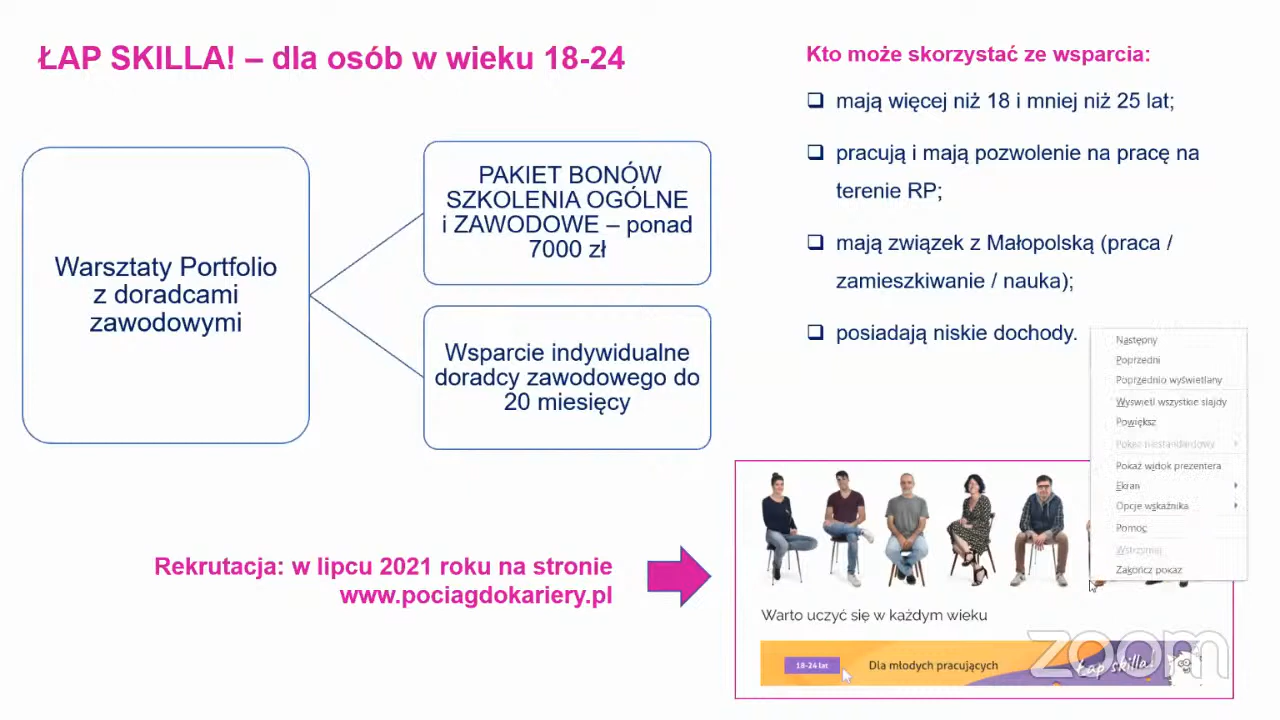 ŁAP SKILLA! – dla osób w wieku 18-24
Warsztaty Portfolio
z doradcami
zawodowymi
PAKIET BONÓW
SZKOLENIA OGÓLNE
i ZAWODOWE – ponad
7000 zł
Wsparcie indywidualne
doradcy zawodowego do
20 miesięcy
Rekrutacja: w lipcu 2021 roku na stronie
www.pociagdokariery.pl
Kto może skorzystać ze wsparcia:
mają więcej niż 18 i mniej niż 25 lat;
pracują i mają pozwolenie na pracę na
terenie RP;
mają związek z Małopolską (praca /
zamieszkiwanie / nauka);
posiadają niskie dochody.
Następny
Poprzedni
Poprzednio wyświetlany
Wyświetl wszystkie slajdy
Powiększ
Pokaz niestandardowy
Pokaż widok prezentera
Ekran
Opcje wskaźnika
Pomoc
Wstrzymaj
Zakończ pokaz
Warto uczyć się w każdym wieku
18-24 lat
Dla młodych pracujących
Łap skilla!
zoom